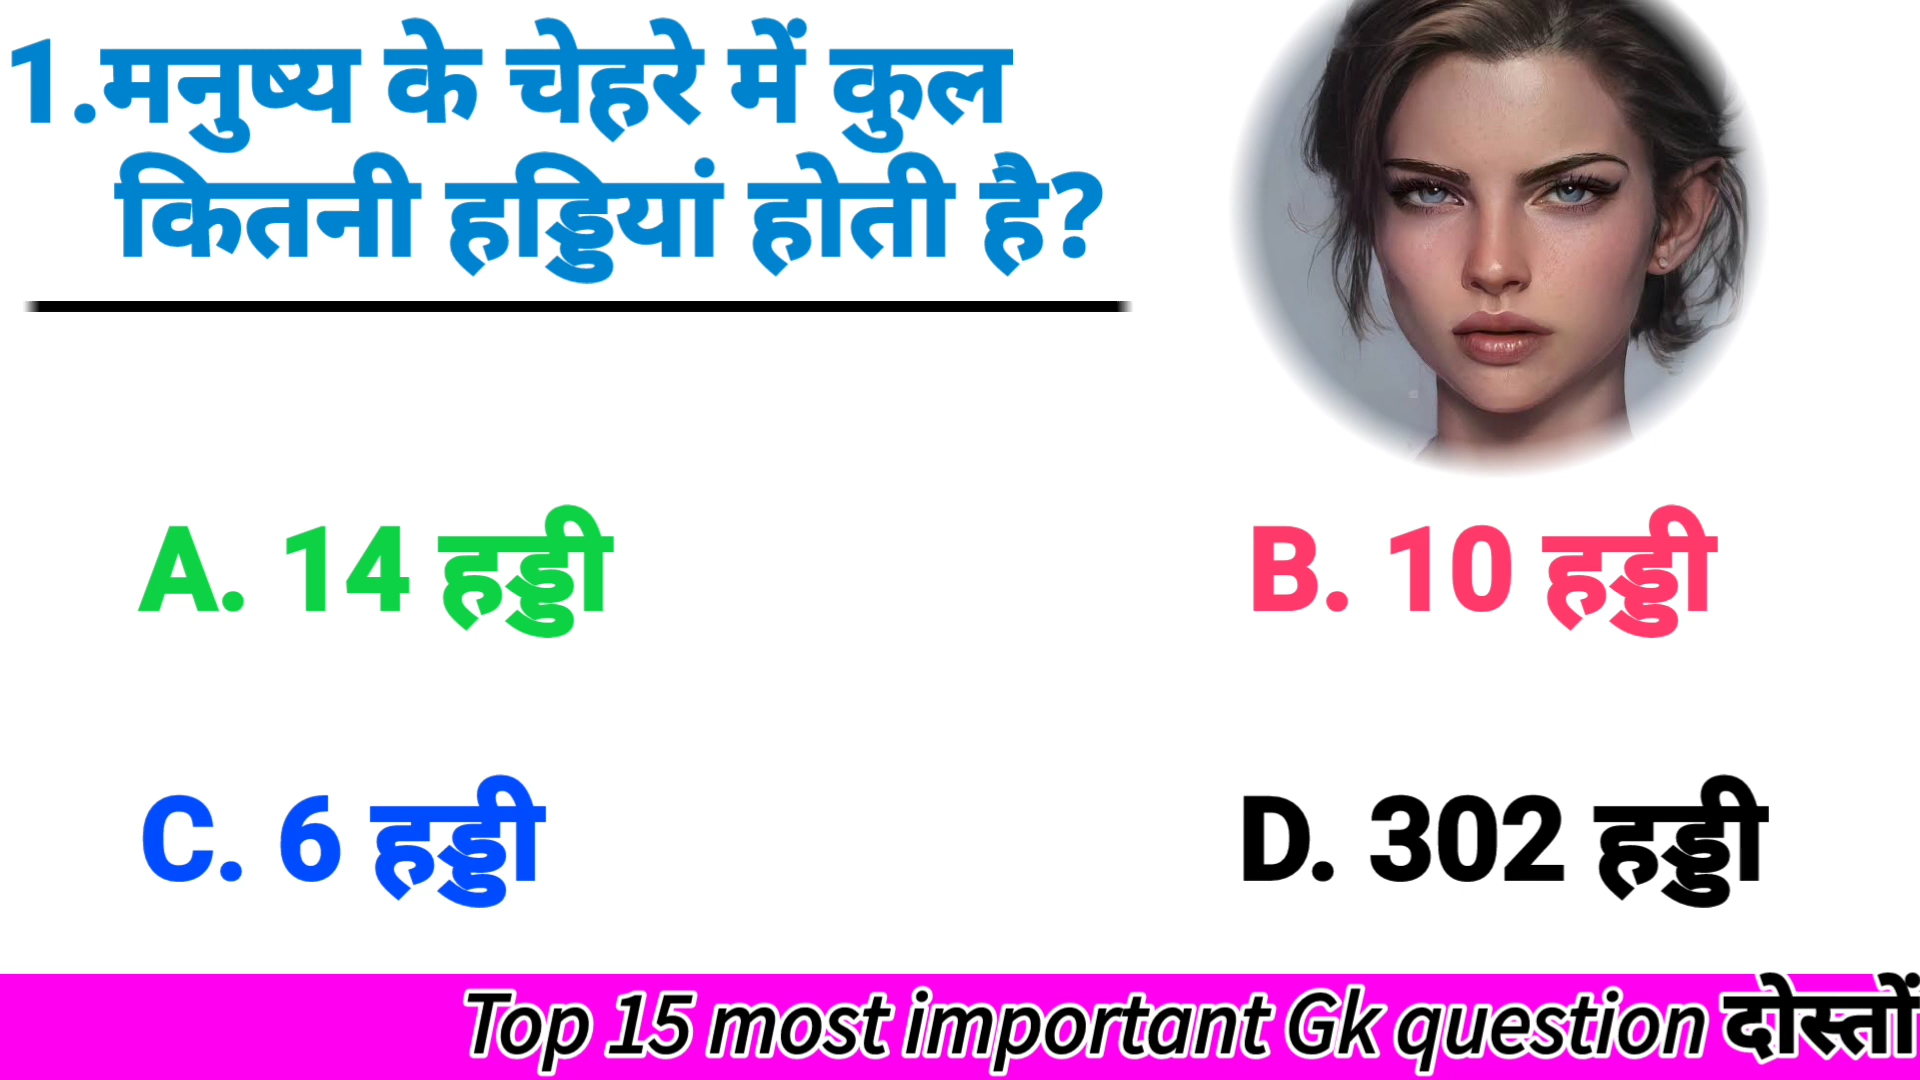 1.मनुष्य के चेहरे में कुल
कितनी हड्डियां होती है?
A. 14 हड्डी
B. 10 हड्डी
C. 6 हड्डी
D. 302 हड्डी
Top 15 most important Gk question दोस्तों